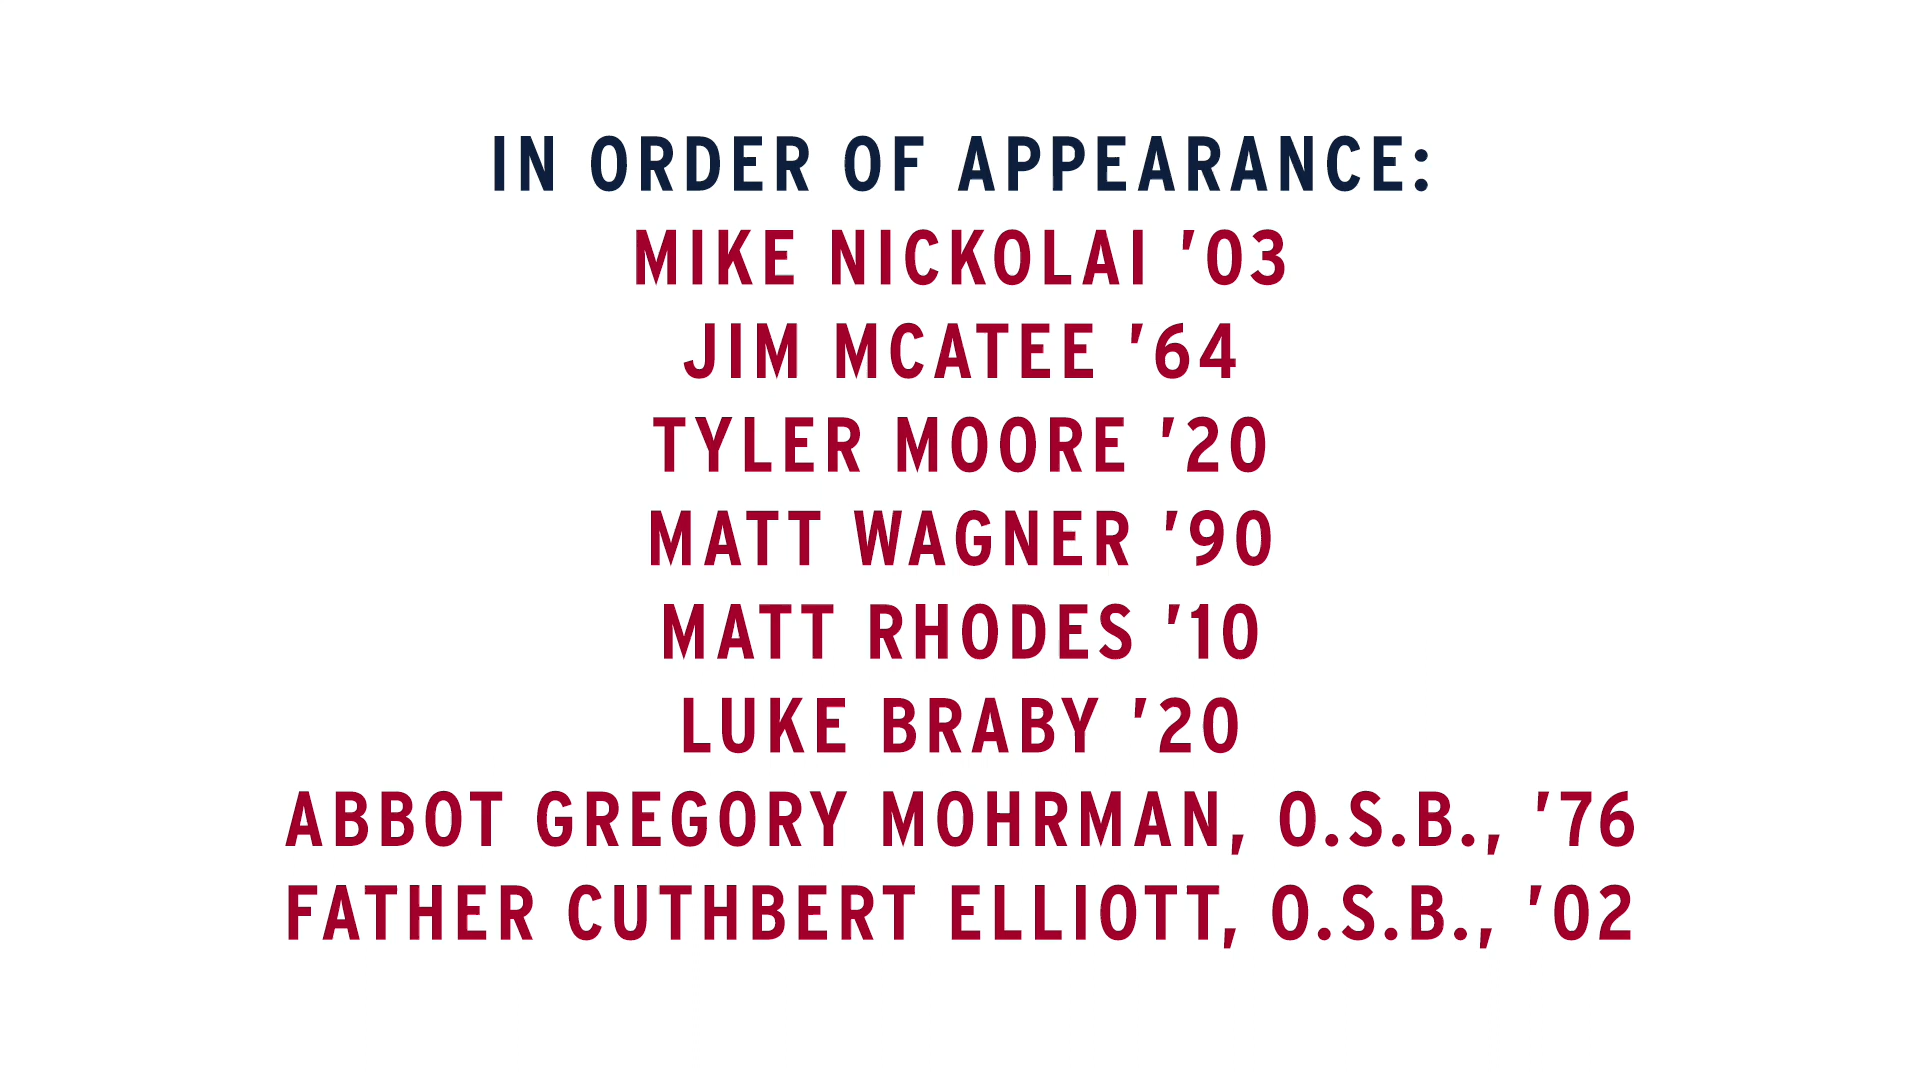 IN ORDER OF APPEARANCE:
MIKE NICKOLAI '03
JIM MCATEE '64
TYLER MOORE '20
MATT WAGNER '90
MATT RHODES '10
LUKE BRABY '20
ABBOT GREGORY MOHRMAN, O.S.B., '76
FATHER CUTHBERT ELLIOTT, O.S.B., '02